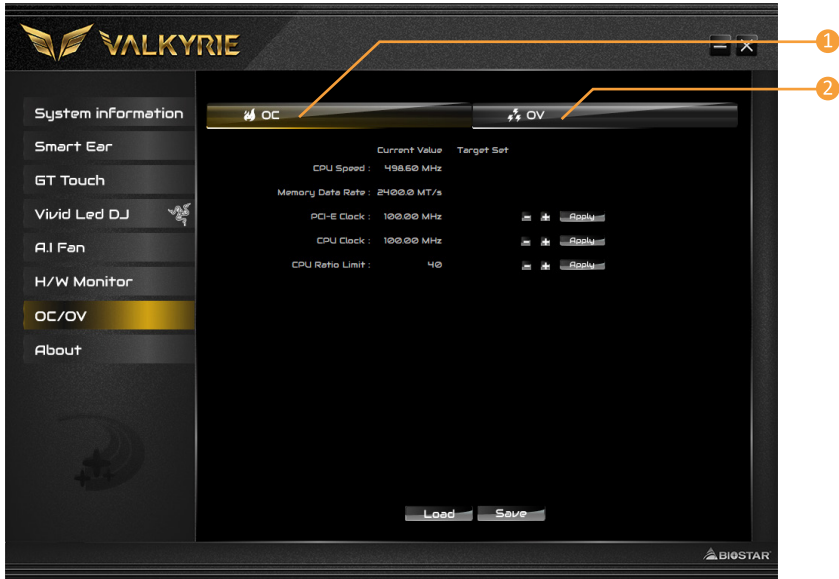 VALKYRIE
1
2
System information
Smart Ear
GT Touch
Vivid Led DJ
A.I Fan
H/W Monitor
OC/OV
About
OC
OV
Current Value Target Set
CPU Speed : 498.60 MHz
Memory Data Rate : 2400.0 MT/s
PCI-E Clock : 100.00 MHz - + Apply
CPU Clock : 100.00 MHz - + Apply
CPU Ratio Limit : 40 - + Apply
Load Save
BIOSTAR